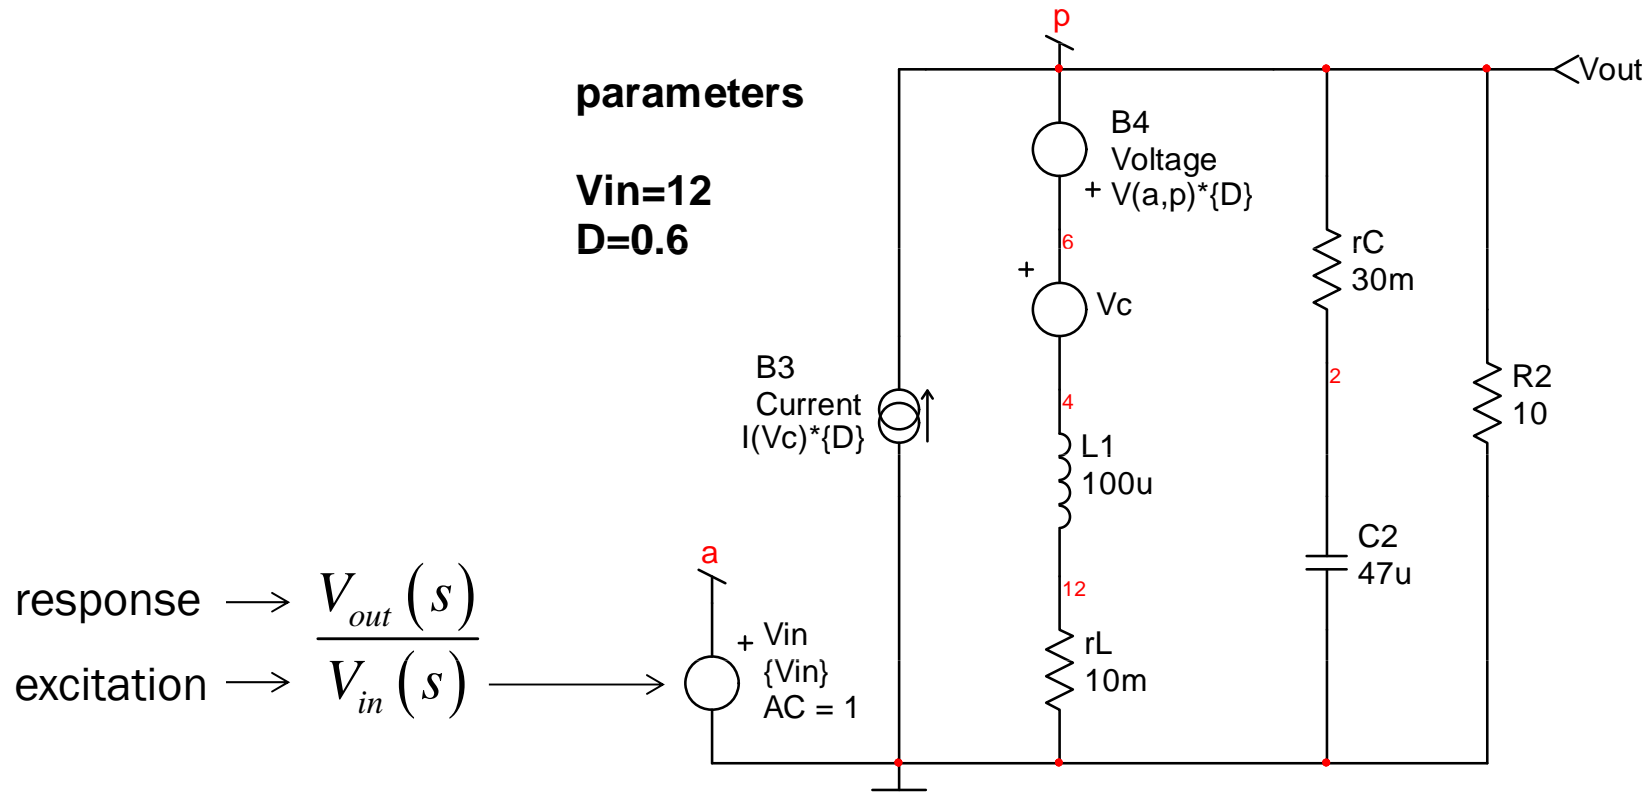 p
Vout
parameters
Vin=12
D=0.6
B4
Voltage
+ V(a,p)*{D}
6
+
Vc
rC
30m
B3
Current
I(Vc)*{D}
4
L1
100u
2
R2
10
C2
47u
a
12
response → Vout (s)
excitation → Vin (s)
+ Vin
{Vin}
AC = 1
rL
10m